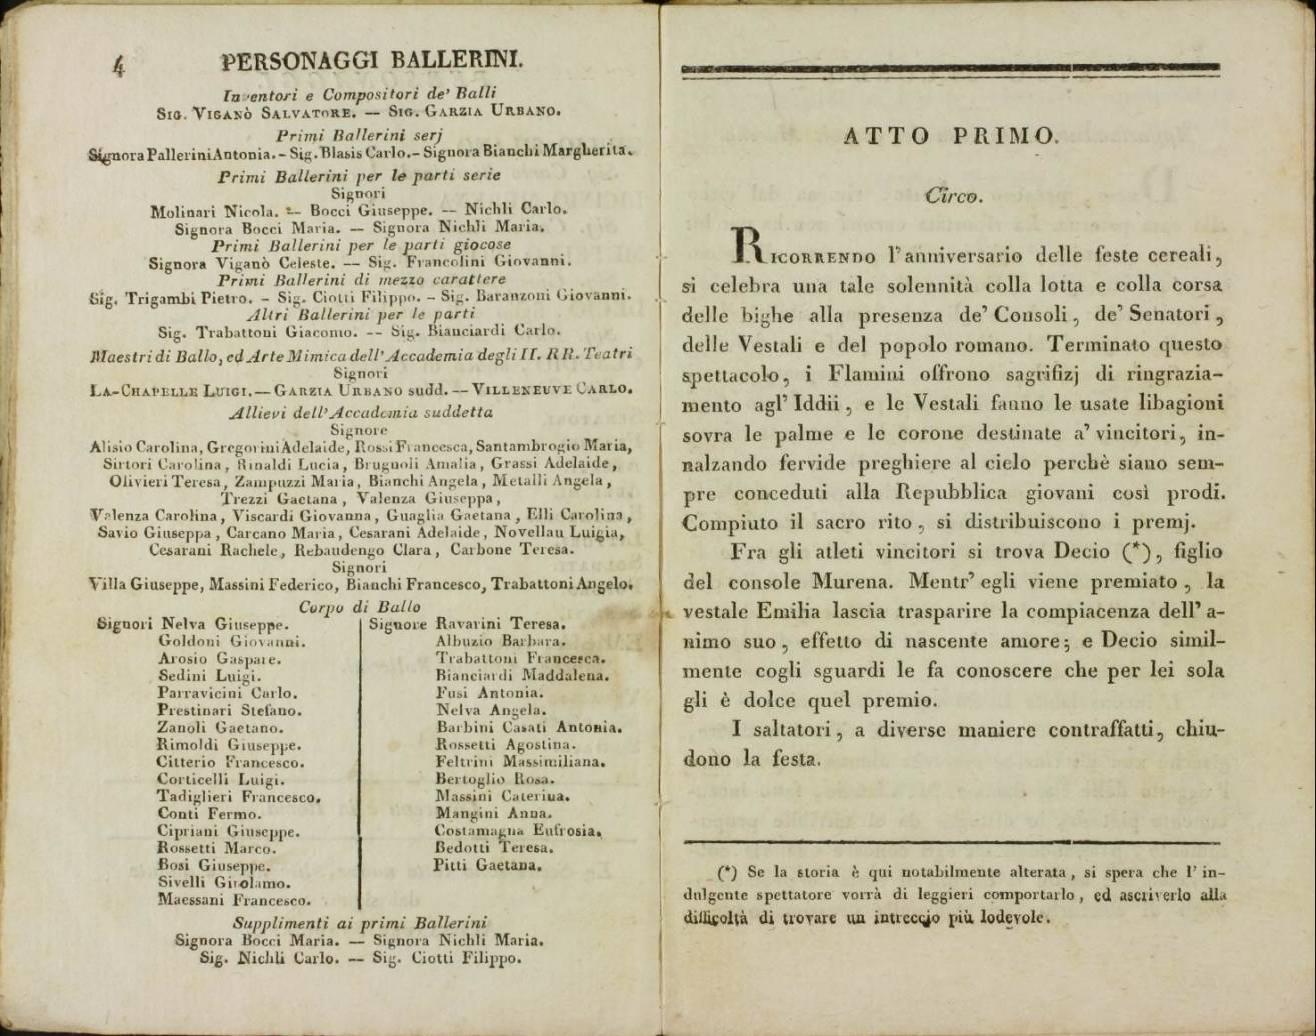 4
PERSONAGGI BALLERINI.
Inventori e Compositori de' Balli
SIG. VIGANÒ SALVATORE. — SIG. GARZIA URBANO.
Primi Ballerini serj
Signora Pallerini Antonia. - Sig. Blasis Carlo. - Signora Bianchi Margherita.
Primi Ballerini per le parti serie
Signori
Molinari Nicola. — Bocci Giuseppe. — Nichli Carlo.
Signora Bocci Maria. — Signora Nichli Maria.
Primi Ballerini per le parti giocose
Signora Viganò Celeste. — Sig. Francolini Giovanni.
Primi Ballerini di mezzo carattere
Sig. Trigambi Pietro. - Sig. Ciotti Filippo. - Sig. Baranzoni Giovanni.
Altri Ballerini per le parti
Sig. Trabattoni Giacomo. -- Sig. Bianciardi Carlo.
Maestri di Ballo, ed Arte Mimica dell' Accademia degli II. RR. Teatri
Signori
LA-CHAPELLE LUIGI. — GARZIA URBANO sudd. — VILLENEUVE CARLO.
Allievi dell' Accademia suddetta
Signore
Alisio Carolina, Gregorini Adelaide, Rossi Francesca, Santambrogio Maria,
Sirtori Carolina, Rinaldi Lucia, Brugnoli Amalia, Grassi Adelaide,
Olivieri Teresa, Zampuzzi Maria, Bianchi Angela, Metalli Angela,
Trezzi Gaetana, Valenza Giuseppa,
Valenza Carolina, Viscardi Giovanna, Guaglia Gaetana, Elli Carolina,
Savio Giuseppa, Carcano Maria, Cesarani Adelaide, Novellau Luigia,
Cesarani Rachele, Rebaudengo Clara, Carbone Teresa.
Signori
Villa Giuseppe, Massini Federico, Bianchi Francesco, Trabattoni Angelo.
Corpo di Ballo
Signori Nelva Giuseppe.
Goldoni Giovanni.
Arosio Gaspare.
Sedini Luigi.
Parravicini Carlo.
Prestinari Stefano.
Zanoli Gaetano.
Rimoldi Giuseppe.
Citterio Francesco.
Corticelli Luigi.
Tadiglieri Francesco.
Conti Fermo.
Cipriani Giuseppe.
Rossetti Marco.
Bosi Giuseppe.
Sivelli Girolamo.
Maessani Francesco.
Signore Ravarini Teresa.
Albuzio Barbara.
Trabattoni Francesca.
Bianciardi Maddalena.
Fusi Antonia.
Nelva Angela.
Barbini Casati Antonia.
Rossetti Agostina.
Feltrini Massimiliana.
Bertoglio Rosa.
Massini Caterina.
Mangini Anna.
Costamagna Eufrosia.
Bedotti Teresa.
Pitti Gaetana.
Supplimenti ai primi Ballerini
Signora Bocci Maria. — Signora Nichli Maria.
Sig. Nichli Carlo. — Sig. Ciotti Filippo.
ATTO PRIMO.
Circo.
RICORRENDO l'anniversario delle feste cereali,
si celebra una tale solennità colla lotta e colla corsa
delle bighe alla presenza de' Consoli, de' Senatori,
delle Vestali e del popolo romano. Terminato questo
spettacolo, i Flamini offrono sagrifizj di ringrazia-
mento agl' Iddii, e le Vestali fanno le usate libagioni
sovra le palme e le corone destinate a' vincitori, in-
nalzando fervide preghiere al cielo perchè siano sem-
pre conceduti alla Repubblica giovani così prodi.
Compiuto il sacro rito, si distribuiscono i premj.
Fra gli atleti vincitori si trova Decio (*), figlio
del console Murena. Mentr' egli viene premiato, la
vestale Emilia lascia trasparire la compiacenza dell' a-
nimo suo, effetto di nascente amore; e Decio simil-
mente cogli sguardi le fa conoscere che per lei sola
gli è dolce quel premio.
I saltatori, a diverse maniere contraffatti, chiu-
dono la festa.
(*) Se la storia è qui notabilmente alterata, si spera che l' in-
dulgente spettatore vorrà di leggieri comportarlo, ed ascriverlo alla
difficoltà di trovare un intreccio più lodevole.